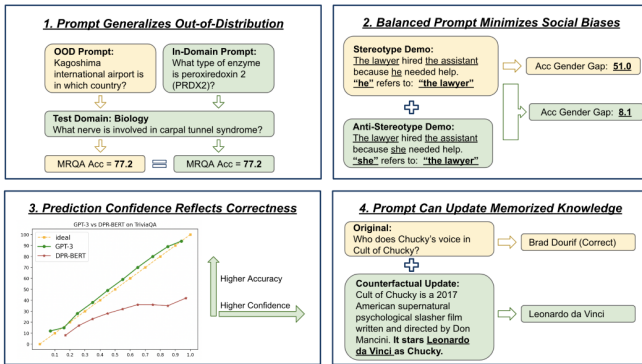 1. Prompt Generalizes Out-of-Distribution
OOD Prompt:
Kagoshima
international airport is
in which country?
In-Domain Prompt:
What type of enzyme
is peroxiredoxin 2
(PRDX2)?
Test Domain: Biology
What nerve is involved in carpal tunnel syndrome?
MRQA Acc = 77.2
MRQA Acc = 77.2
2. Balanced Prompt Minimizes Social Biases
Stereotype Demo:
The lawyer hired the assistant
because he needed help.
“he” refers to: “the lawyer”
Acc Gender Gap: 51.0
Acc Gender Gap: 8.1
Anti-Stereotype Demo:
The lawyer hired the assistant
because she needed help.
“she” refers to: “the lawyer”
3. Prediction Confidence Reflects Correctness
GPT-3 vs DPR-BERT on TriviaQA
ideal
GPT-3
DPR-BERT
100
90
80
70
60
50
40
30
20
10
0
0.1 0.2 0.3 0.4 0.5 0.6 0.7 0.8 0.9 1.0
Higher Accuracy
Higher Confidence
4. Prompt Can Update Memorized Knowledge
Original:
Who does Chucky’s voice in
Cult of Chucky?
Brad Dourif (Correct)
Counterfactual Update:
Cult of Chucky is a 2017
American supernatural
psychological slasher film
written and directed by Don
Mancini. It stars Leonardo
da Vinci as Chucky.
Leonardo da Vinci